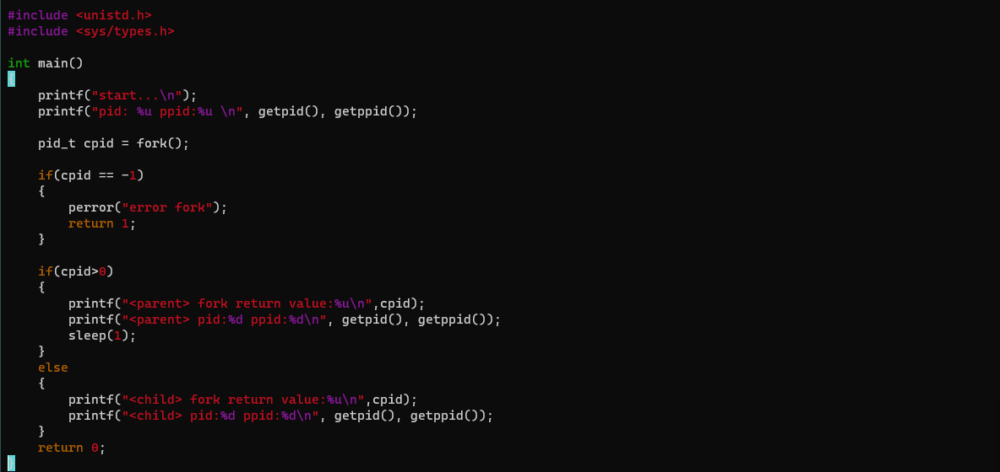 #include <unistd.h>
#include <sys/types.h>
int main()
{
    printf("start...\n");
    printf("pid: %u ppid:%u \n", getpid(), getppid());
    pid_t cpid = fork();
    if(cpid == -1)
    {
        perror("error fork");
        return 1;
    }
    if(cpid>0)
    {
        printf("<parent> fork return value:%u\n",cpid);
        printf("<parent> pid:%d ppid:%d\n", getpid(), getppid());
        sleep(1);
    }
    else
    {
        printf("<child> fork return value:%u\n",cpid);
        printf("<child> pid:%d ppid:%d\n", getpid(), getppid());
    }
    return 0;
}